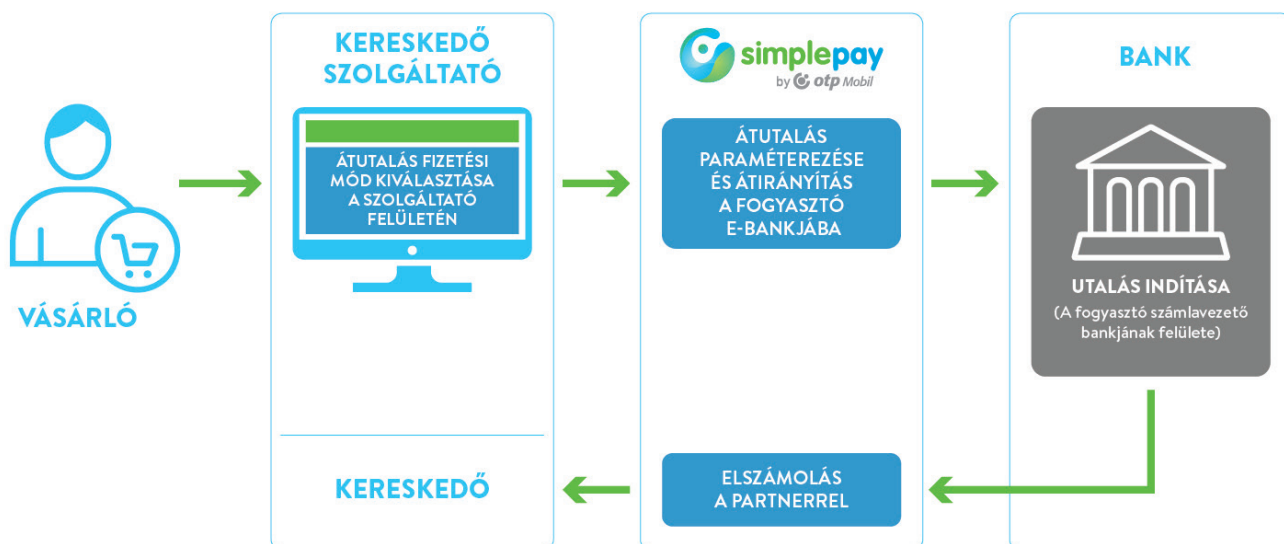 VÁSÁRLÓ
KERESKEDŐ
SZOLGÁLTATÓ
ÁTUTALÁS FIZETÉSI
MÓD KIVÁLASZTÁSA
A SZOLGÁLTATÓ
FELÜLETÉN
simplepay
by otp Mobil
ÁTUTALÁS
PARAMÉTEREZÉSE
ÉS ÁTIRÁNYÍTÁS
A FOGYASZTÓ
E-BANKJÁBA
BANK
UTALÁS INDÍTÁSA
(A fogyasztó számlavezető
bankjának felülete)
ELSZÁMOLÁS
A PARTNERREL
KERESKEDŐ